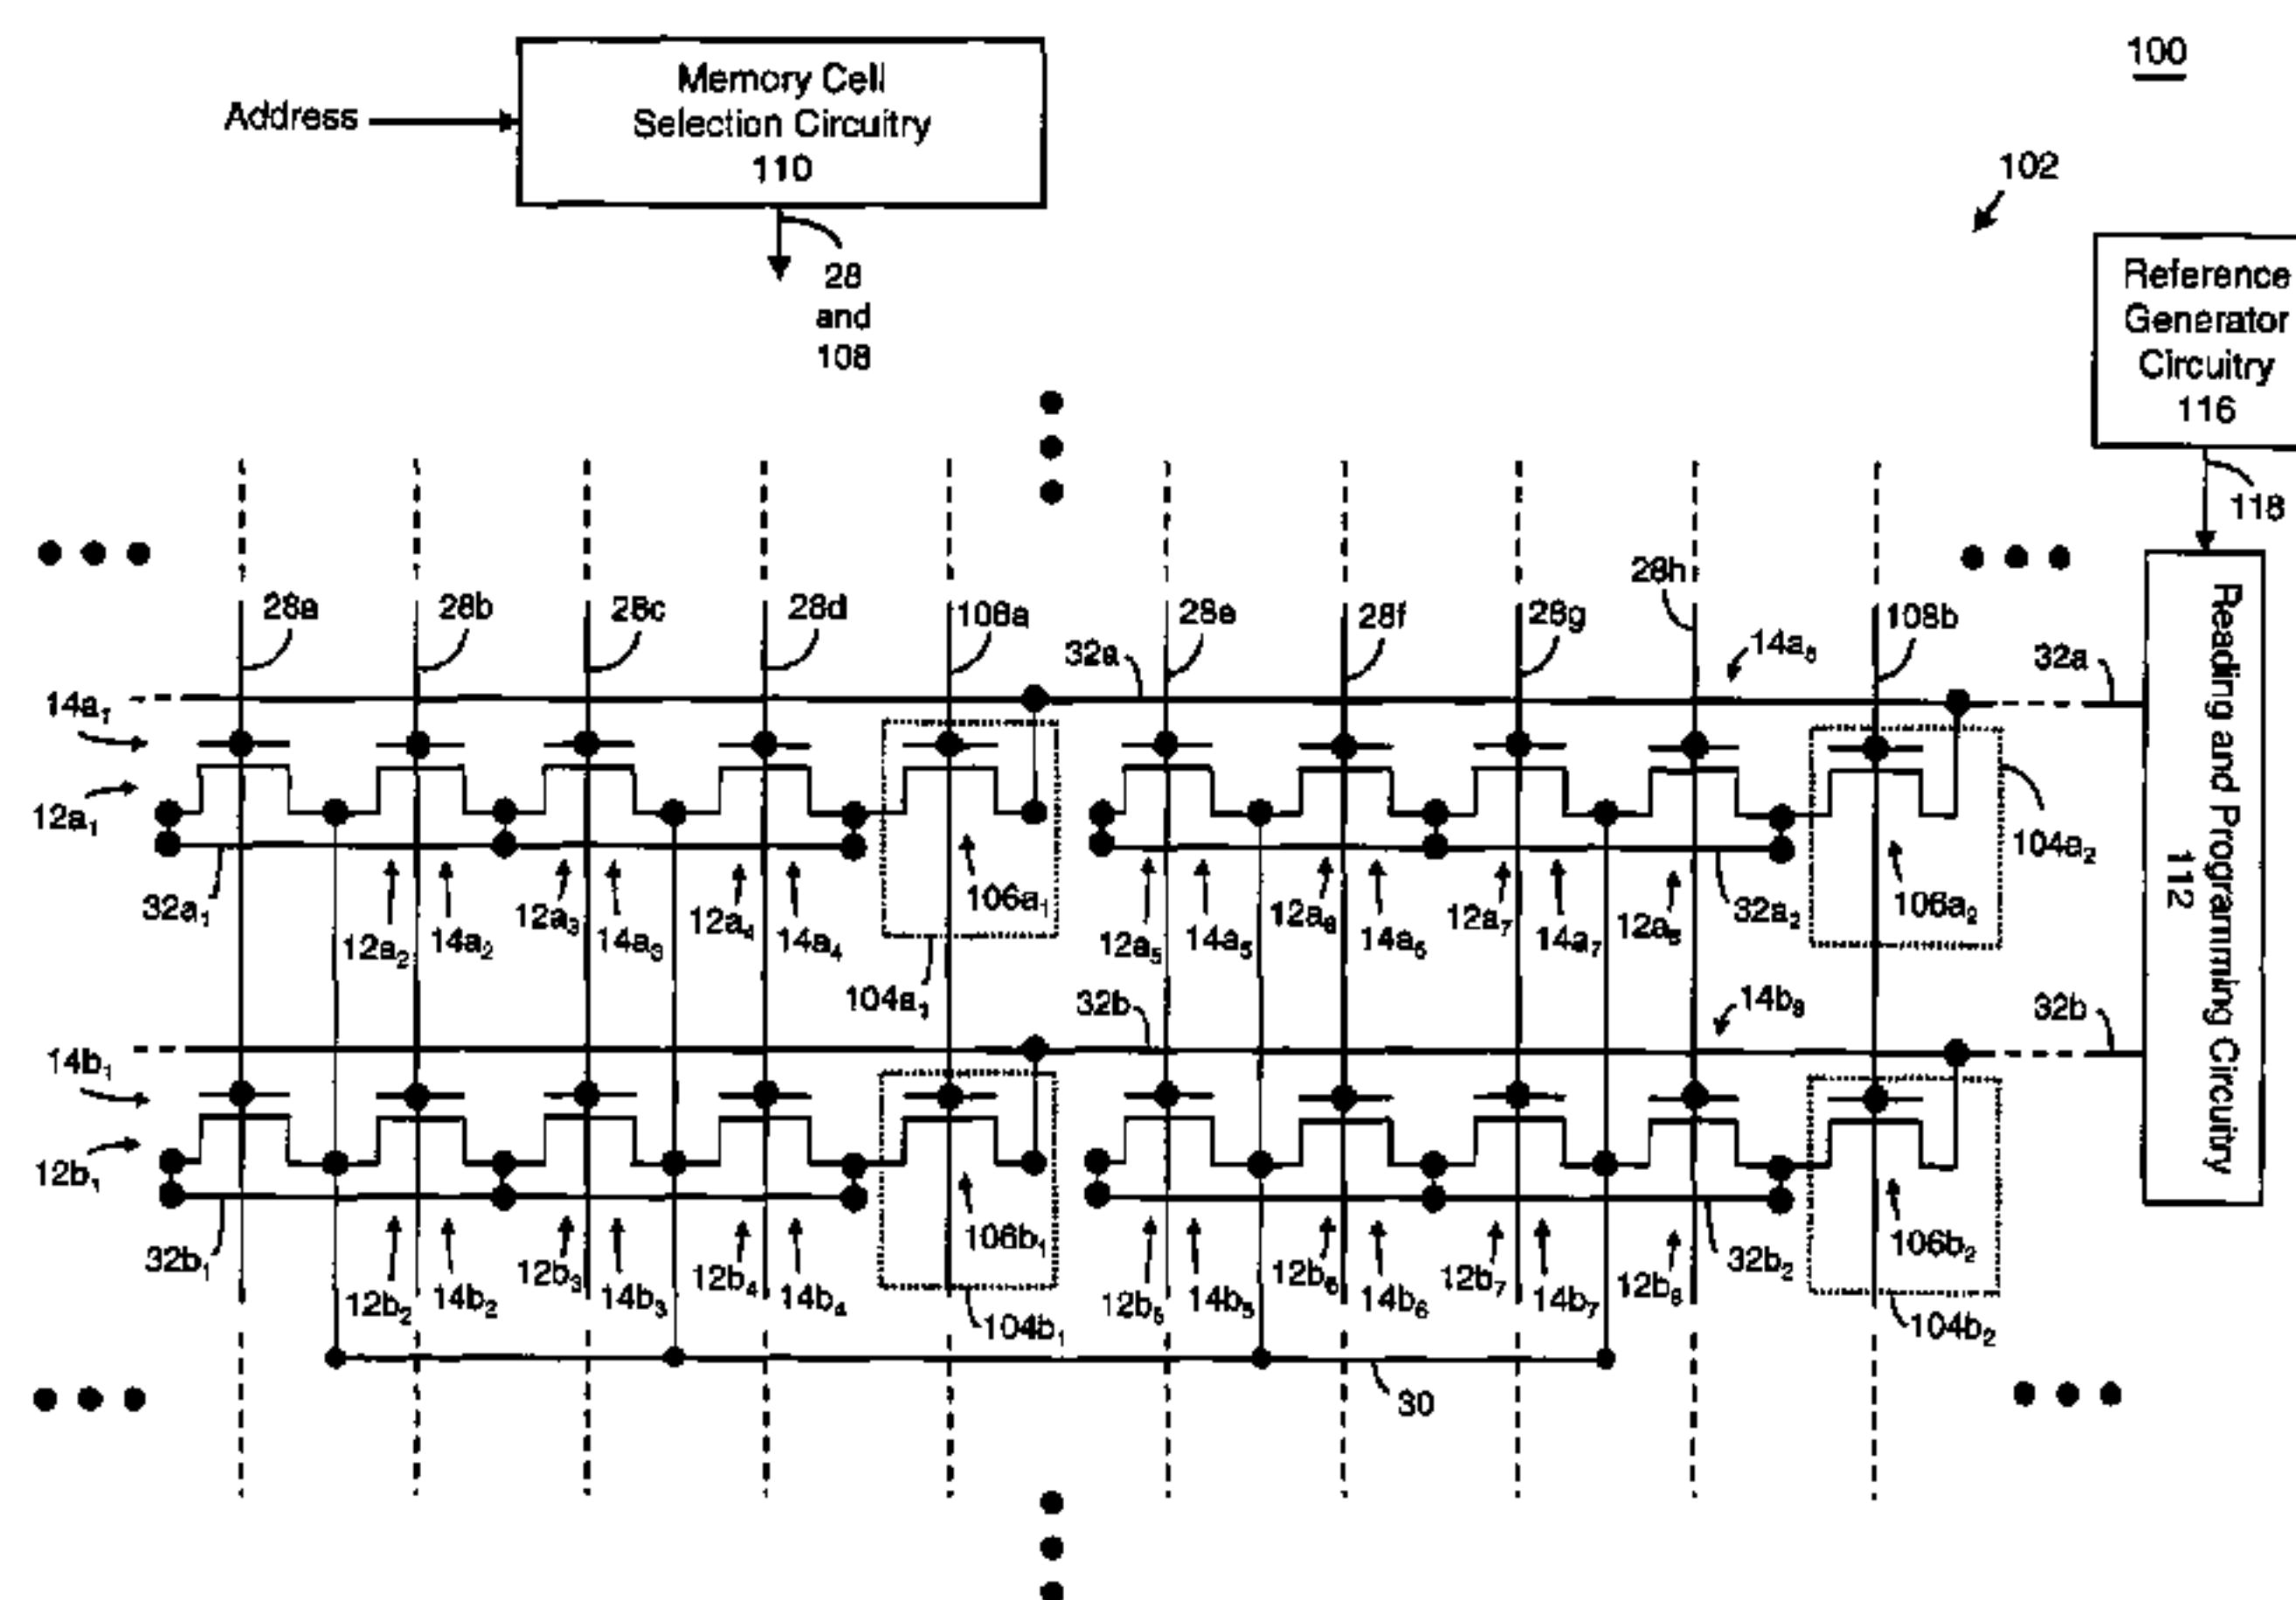 100
Memory Cell
Selection Circuitry
110
Address
102
28
and
108
Reference
Generator
Circuitry
116
118
28a 28b 28c 28d 108a 28e 28f 28g 28h 108b
32a 14a₈ 32a
14a₁
12a₁
32a₁ 12a₂ 14a₂ 12a₃ 14a₃ 12a₄ 14a₄ 106a₁ 12a₅ 14a₅ 12a₆ 14a₆ 12a₇ 14a₇ 12a₈ 32a₂ 106a₂ 104a₂
104a₁
Reading and Programming Circuitry
112
32b 14b₈ 32b
14b₁
12b₁
32b₁ 12b₂ 14b₂ 12b₃ 14b₃ 12b₄ 14b₄ 106b₁ 12b₅ 14b₅ 12b₆ 14b₆ 12b₇ 14b₇ 12b₈ 32b₂ 106b₂
104b₁ 104b₂
30